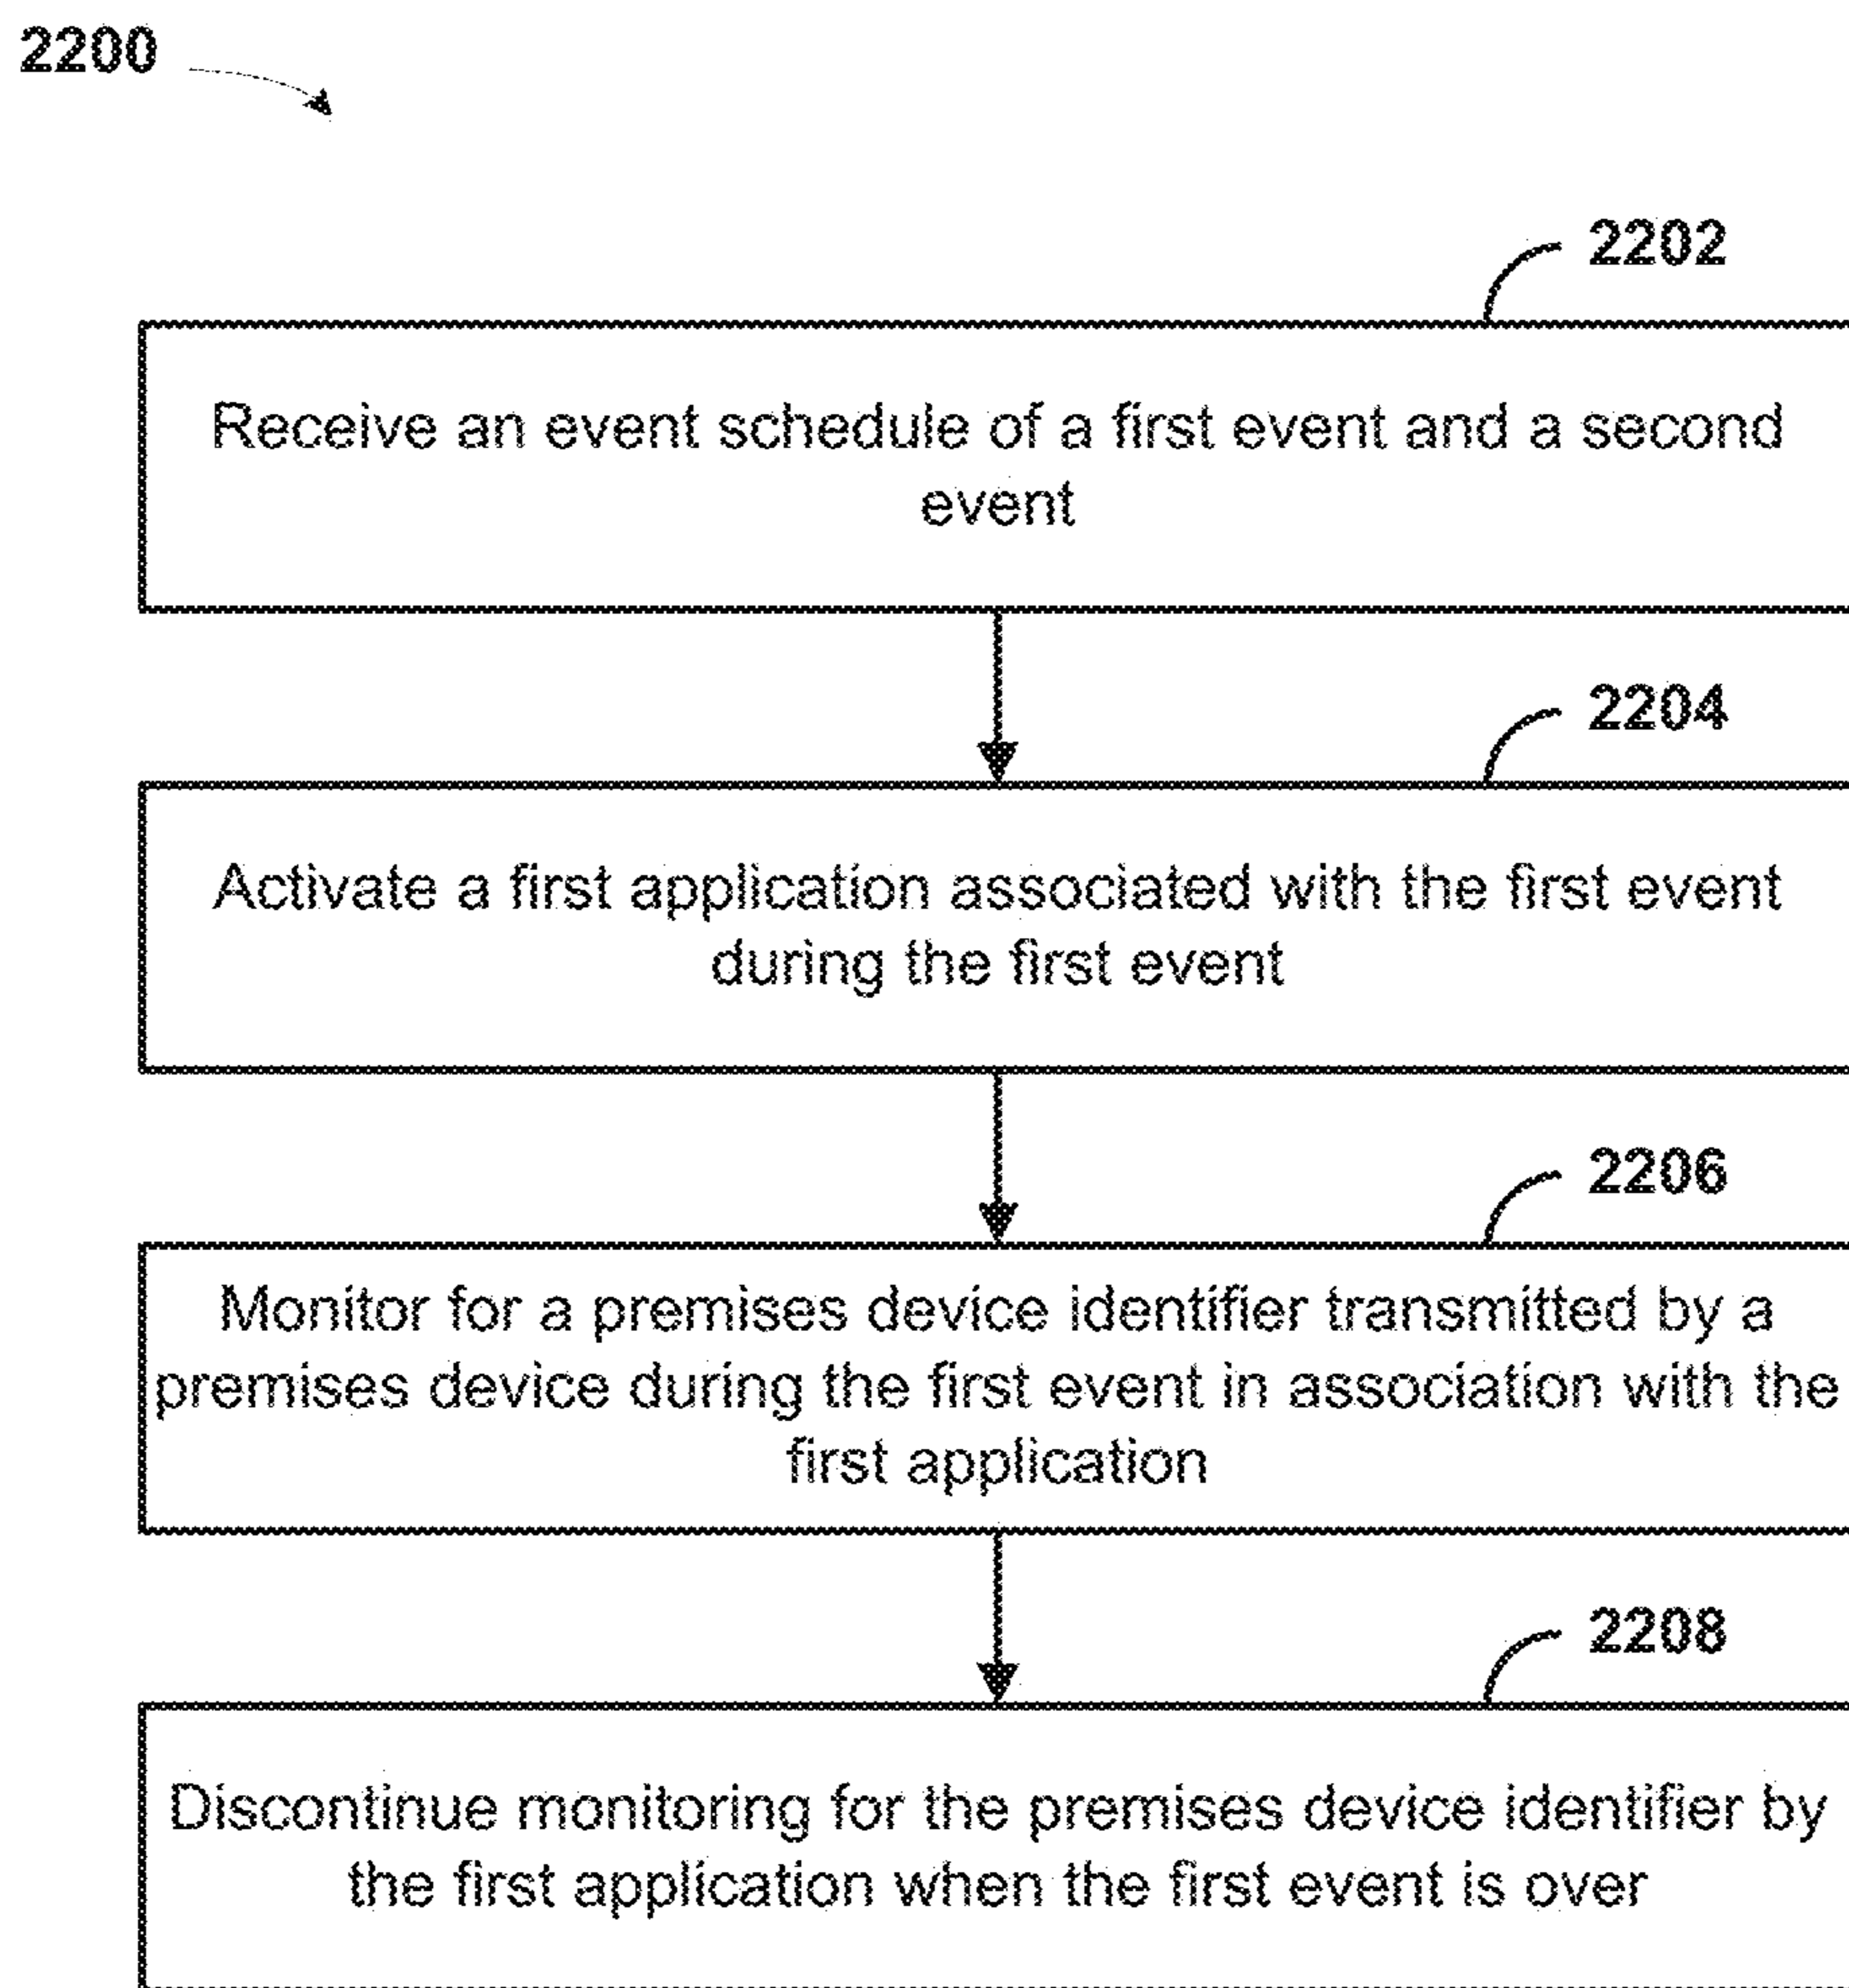 2200
2202
Receive an event schedule of a first event and a second
event
2204
Activate a first application associated with the first event
during the first event
2206
Monitor for a premises device identifier transmitted by a
premises device during the first event in association with the
first application
2208
Discontinue monitoring for the premises device identifier by
the first application when the first event is over